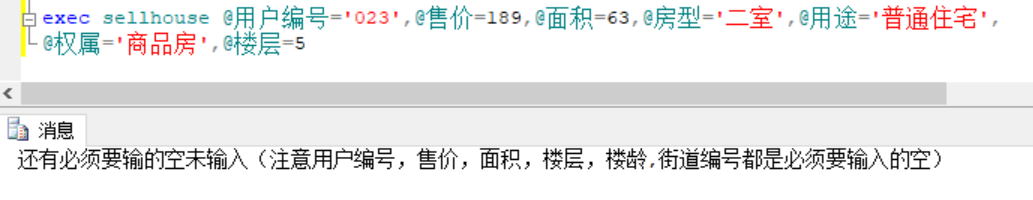 exec sellhouse @用户编号='023',@售价=189,@面积=63,@房型='二室',@用途='普通住宅',
@权属='商品房',@楼层=5
消息
还有必须要输的空未输入（注意用户编号，售价，面积，楼层，楼龄,街道编号都是必须要输入的空）